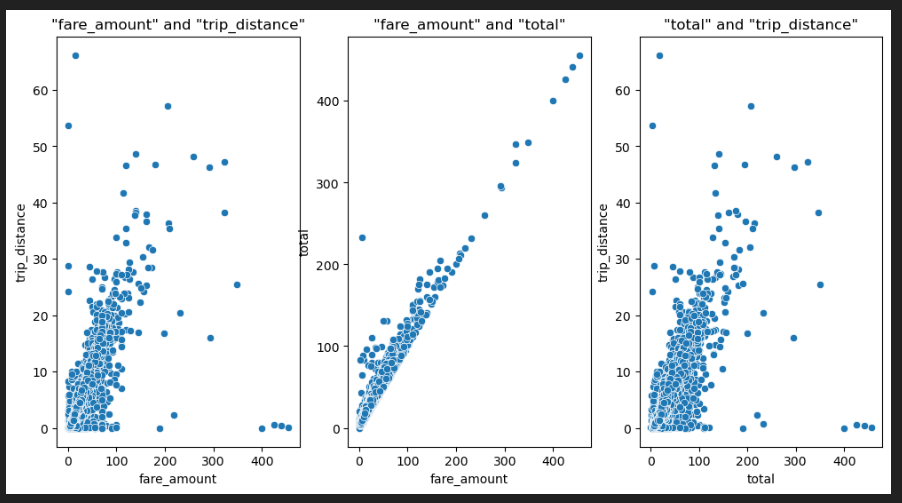 "fare_amount" and "trip_distance"
60
50
40
30
20
10
0
trip_distance
0 100 200 300 400
fare_amount
"fare_amount" and "total"
400
300
200
100
0
total
0 100 200 300 400
fare_amount
"total" and "trip_distance"
60
50
40
30
20
10
0
trip_distance
0 100 200 300 400
total